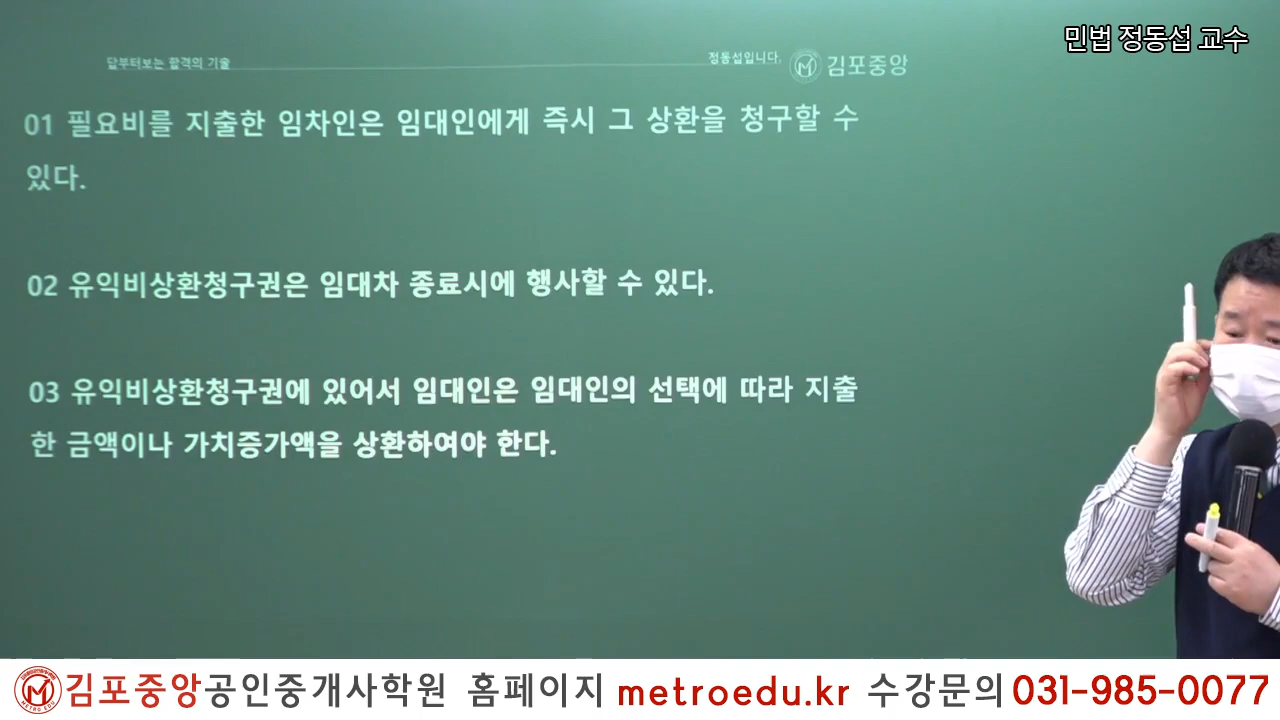 민법 정동섭 교수
답부터보는 합격의 기술
정동섭입니다.
김포중앙
01 필요비를 지출한 임차인은 임대인에게 즉시 그 상환을 청구할 수
있다.
02 유익비상환청구권은 임대차 종료시에 행사할 수 있다.
03 유익비상환청구권에 있어서 임대인은 임대인의 선택에 따라 지출
한 금액이나 가치증가액을 상환하여야 한다.
METRO EDU
김포중앙공인중개사학원 홈페이지 metroedu.kr 수강문의 031-985-0077